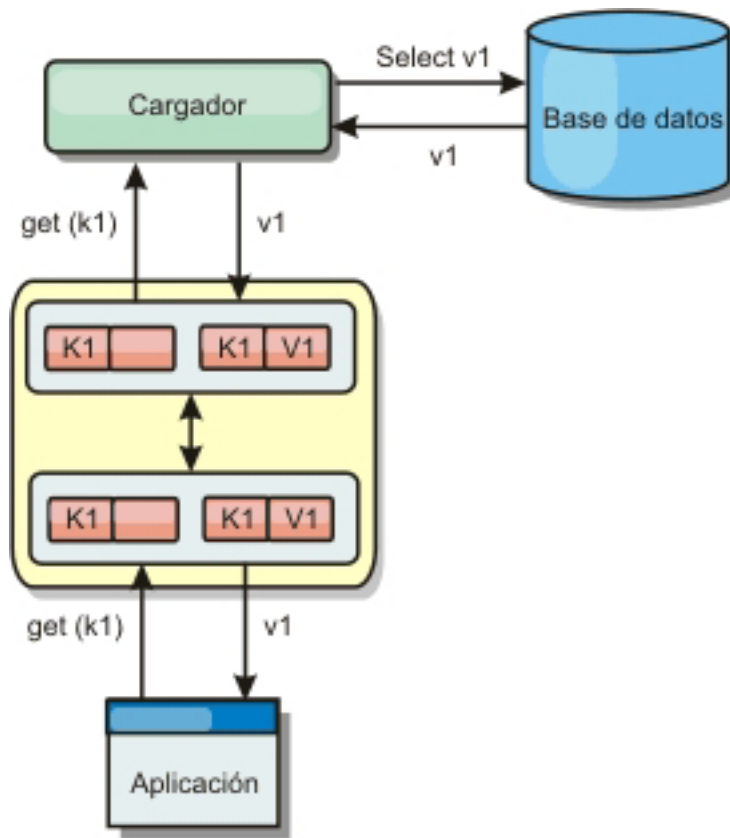 Select v1
Cargador
Base de datos
v1
get (k1)
v1
K1
K1 V1
K1
K1 V1
get (k1)
v1
Aplicación